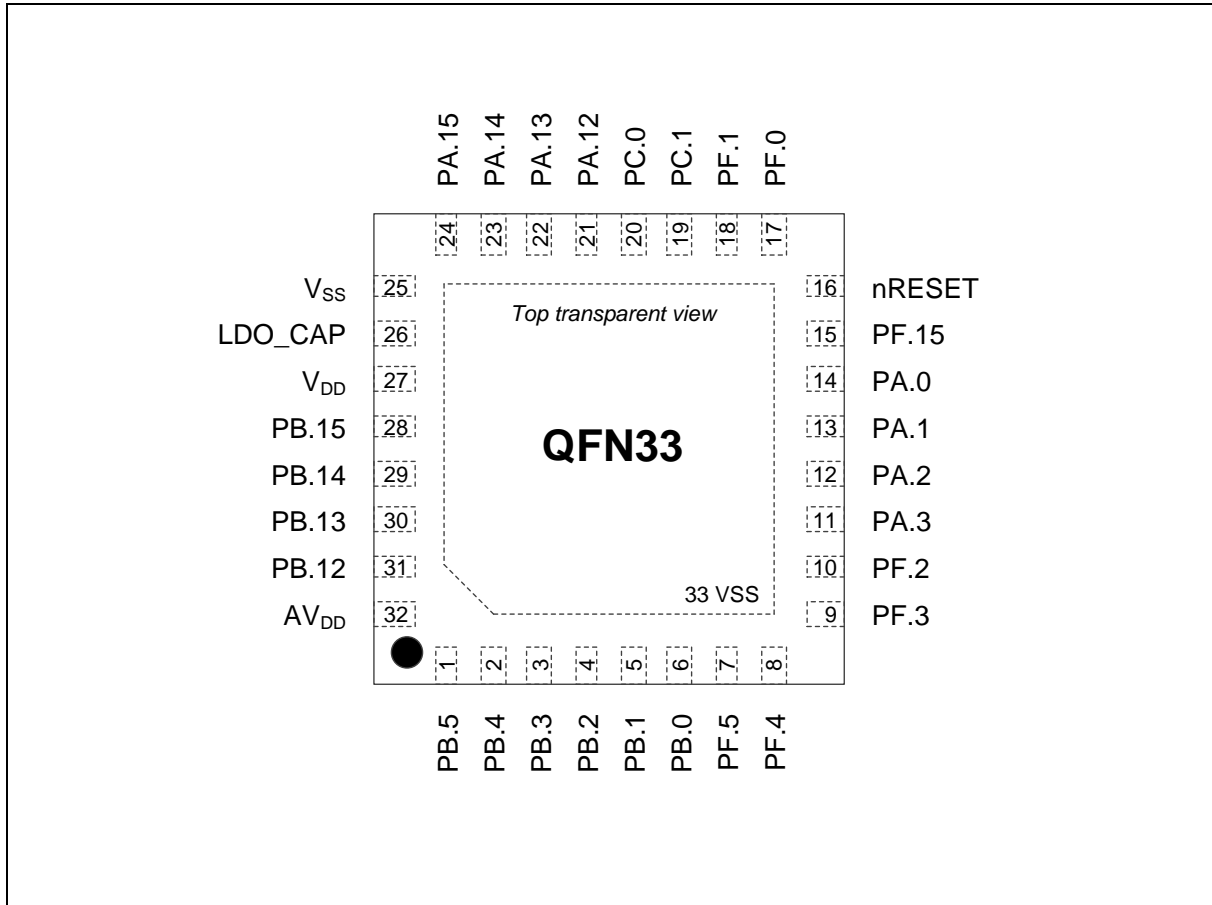 PA.15
PA.14
PA.13
PA.12
PC.0
PC.1
PF.1
PF.0
24
23
22
21
20
19
18
17
VSS 25
LDO_CAP 26
VDD 27
PB.15 28
PB.14 29
PB.13 30
PB.12 31
AVDD 32
Top transparent view
QFN33
33 VSS
16 nRESET
15 PF.15
14 PA.0
13 PA.1
12 PA.2
11 PA.3
10 PF.2
9 PF.3
1
2
3
4
5
6
7
8
PB.5
PB.4
PB.3
PB.2
PB.1
PB.0
PF.5
PF.4